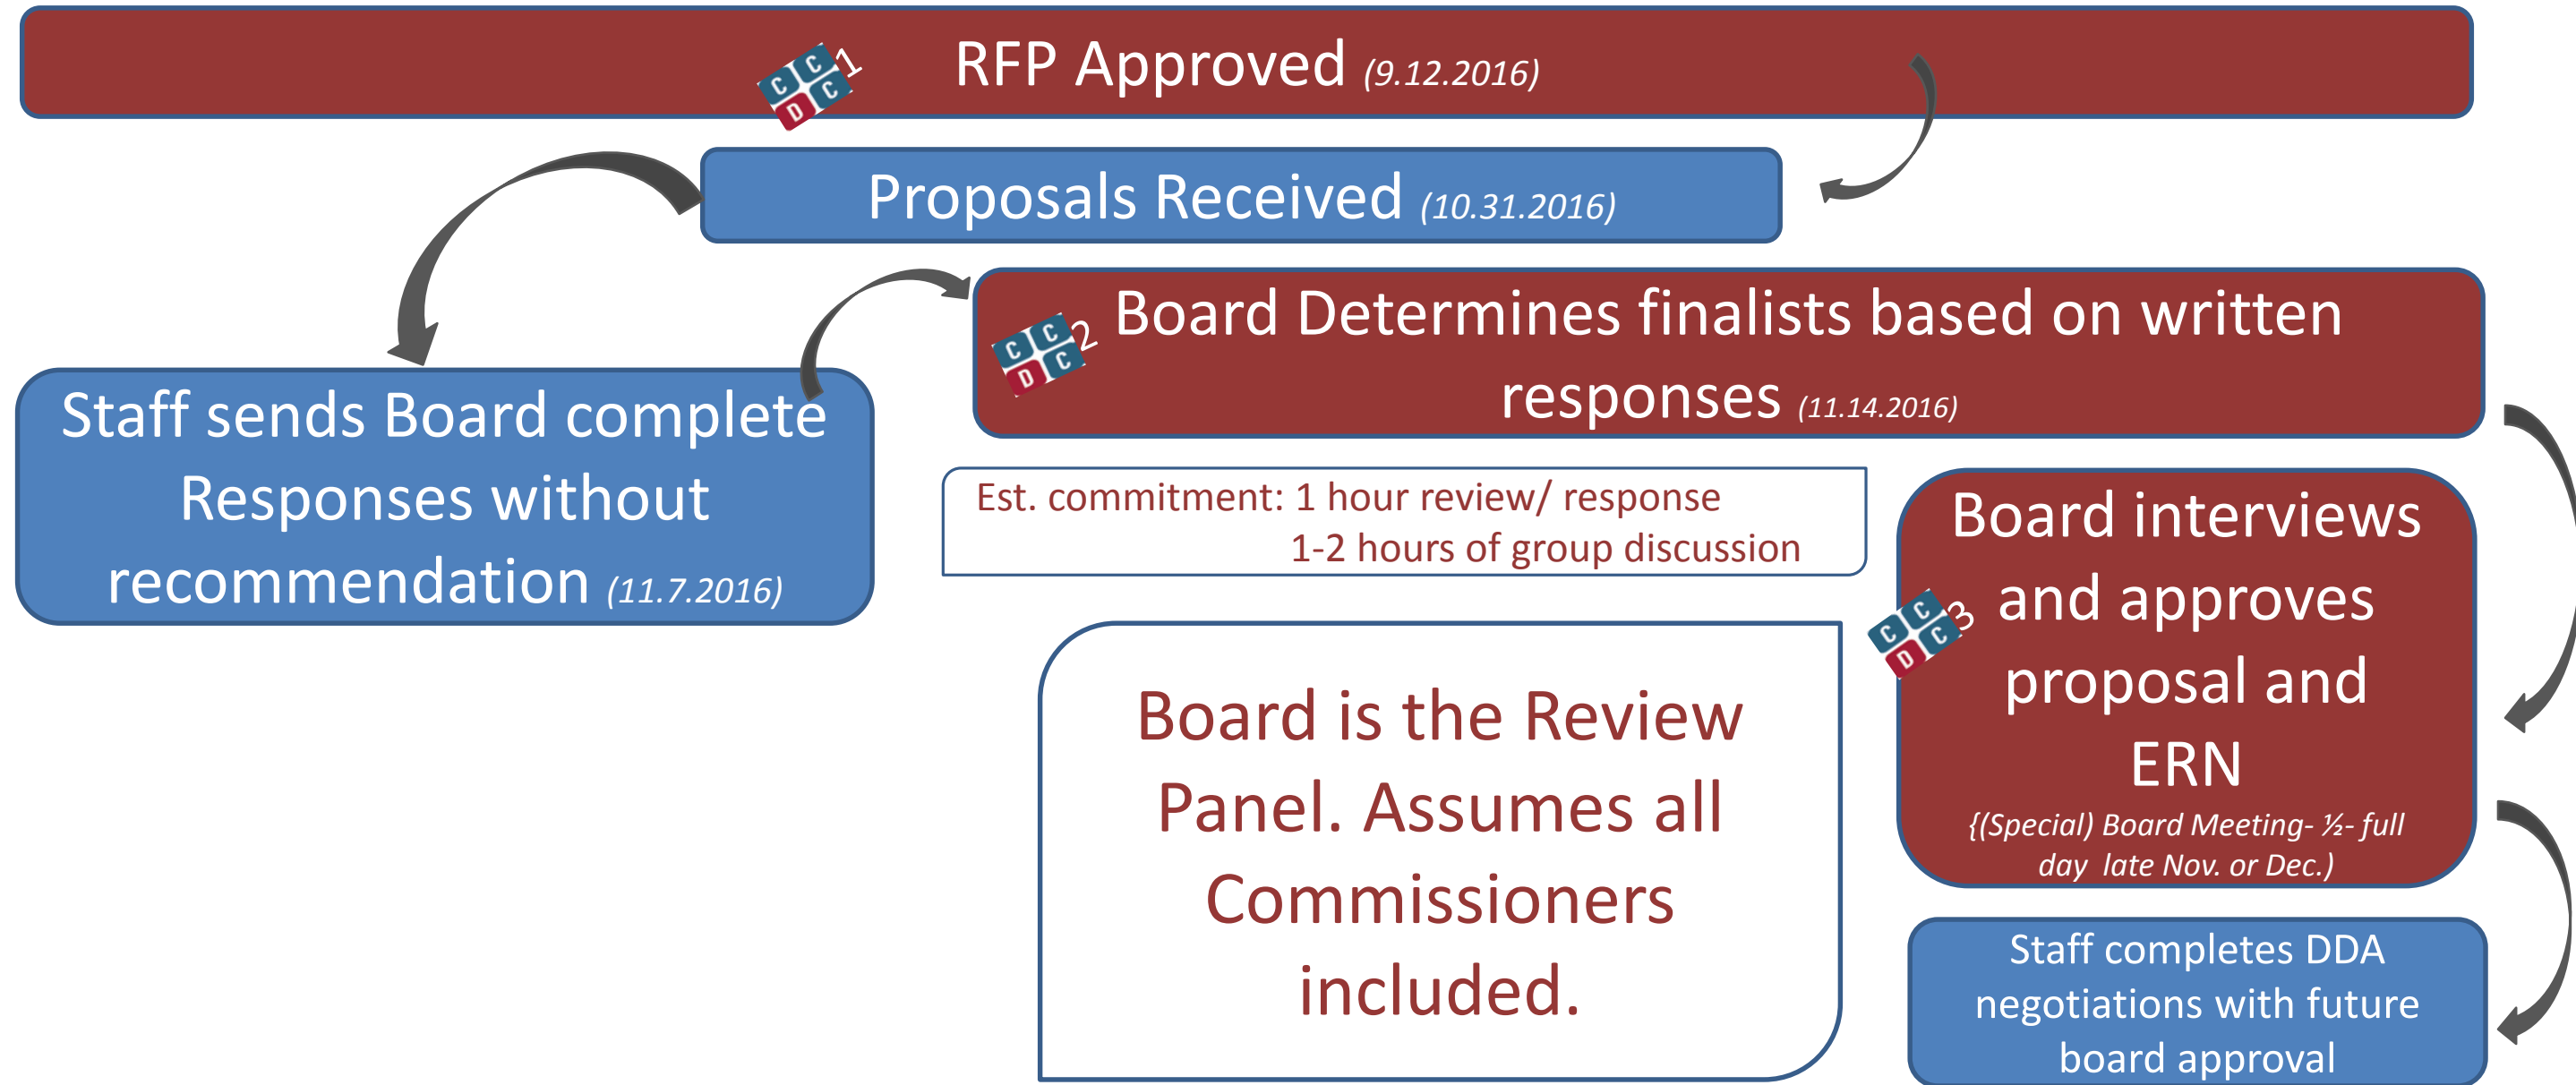 RFP Approved (9.12.2016)
C C 1
D C
Proposals Received (10.31.2016)
Staff sends Board complete
Responses without
recommendation (11.7.2016)
C C 2
D C
Board Determines finalists based on written
responses (11.14.2016)
Est. commitment: 1 hour review/ response
1-2 hours of group discussion
Board is the Review
Panel. Assumes all
Commissioners
included.
C C 3
D C
Board interviews
and approves
proposal and
ERN
{(Special) Board Meeting- ½- full
day late Nov. or Dec.)
Staff completes DDA
negotiations with future
board approval